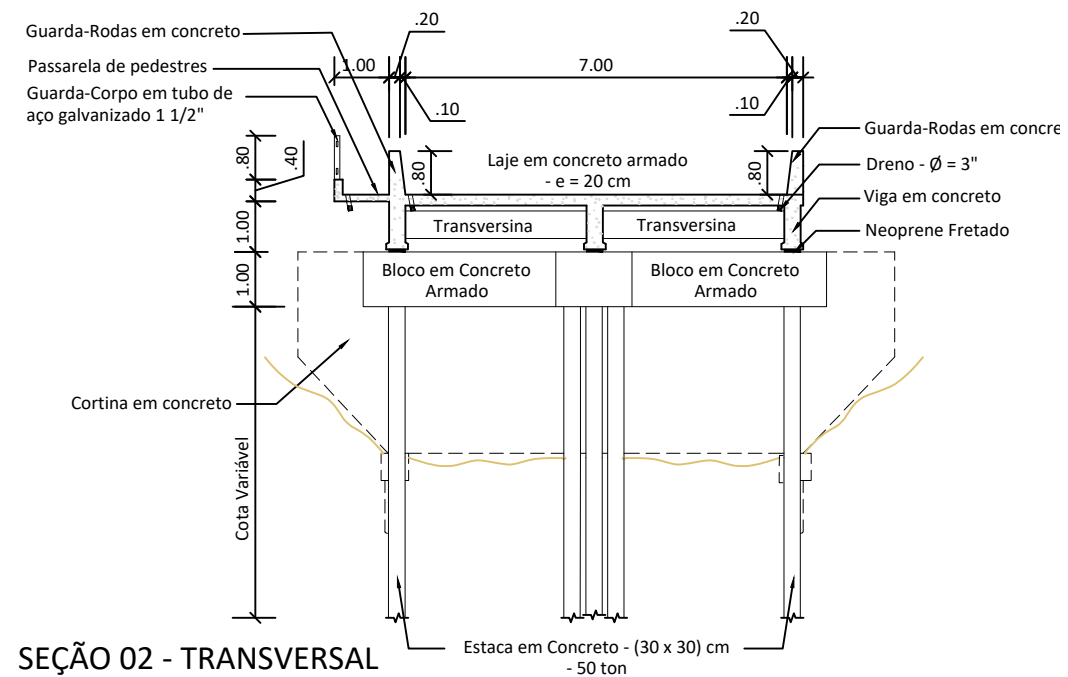 .20
.20
Guarda-Rodas em concreto
1.00
7.00
Passarela de pedestres
Guarda-Corpo em tubo de
aço galvanizado 1 1/2"
.10
.10
Guarda-Rodas em concre
.80
.40
.80
Laje em concreto armado
- e = 20 cm
.80
Dreno - Ø = 3"
Viga em concreto
1.00
Transversina
Transversina
Neoprene Fretado
1.00
Bloco em Concreto
Armado
Bloco em Concreto
Armado
Cortina em concreto
Cota Variável
Estaca em Concreto - (30 x 30) cm
- 50 ton
SEÇÃO 02 - TRANSVERSAL